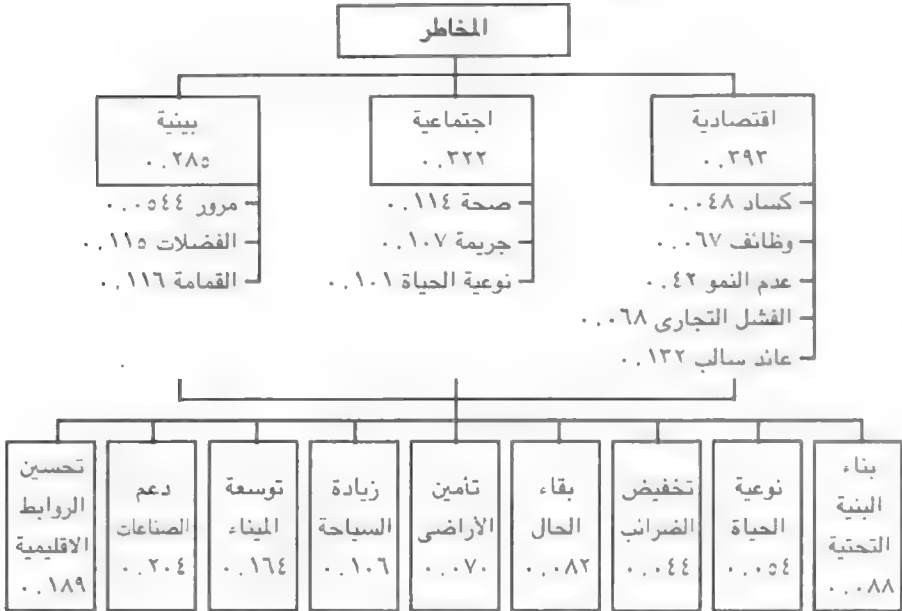 المخاطر
اقتصادية
٠.٣٩٣
كساد ٠.٠٤٨
وظائف ٠.٠٦٧
عدم النمو ٠.٤٢
الفشل التجارى ٠.٠٦٨
عائد سالب ٠.١٣٢
اجتماعية
٠.٣٢٢
صحة ٠.١١٤
جريمة ٠.١٠٧
نوعية الحياة ٠.١٠١
بيئية
٠.٢٨٥
مرور ٠.٠٥٤٤
الفضلات ٠.١١٥
القمامة ٠.١١٦
بناء
البنية
التحتية
٠.٠٨٨
نوعية
الحياة
٠.٠٥٤
تخفيض
الضرائب
٠.٠٤٤
بقاء
الحال
٠.٠٨٢
تأمين
الأراضى
٠.٠٧٠
زيادة
السياحة
٠.١٠٦
توسعة
الميناء
٠.١٦٤
دعم
الصناعات
٠.٢٠٤
تحسين
الروابط
الاقليمية
٠.١٨٩